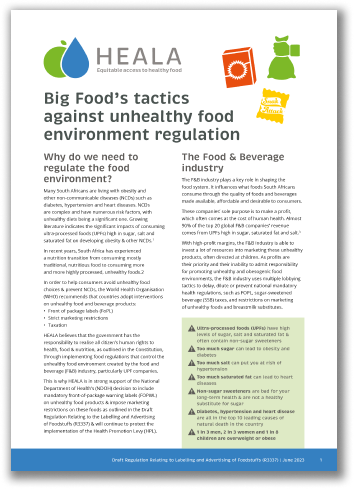 HEALA
Equitable access to healthy food
Big Food's tactics
against unhealthy food
environment regulation
Why do we need to
regulate the food
environment?
Many South Africans are living with obesity and
other non-communicable diseases (NCDs) such as
diabetes, hypertension and heart diseases. NCDs
are complex and have numerous risk factors, with
unhealthy diets being a significant one. Growing
literature indicates the significant impacts of consuming
ultra-processed foods (UPFs) high in sugar, salt and
saturated fat on developing obesity & other NCDs.
In recent years, South Africa has experienced
a nutrition transition from consuming mostly
traditional, nutritious food to consuming more
and more highly processed, unhealthy foods.2
In order to help consumers avoid unhealthy food
choices & prevent NCDs, the World Health Organisation
(WHO) recommends that countries adopt interventions
on unhealthy food and beverage products:
• Front of package labels (FoPL)
• Strict marketing restrictions
• Taxation
HEALA believes that the government has the
responsibility to realise all citizens' rights to
health, food & nutrition, as outlined in the Constitution,
through implementing food regulations that control the
unhealthy food environment created by the food and
beverage (F&B) industry, particularly UPF companies.
This is why HEALA is in strong support of the National
Department of Health's (NDOH) decision to include
mandatory front-of-package warning labels (FOPWL)
on unhealthy food products & impose marketing
restrictions on these foods as outlined in the Draft
Regulation Relating to the Labelling and Advertising
of Foodstuffs (R3337) & will continue to protect the
implementation of the Health Promotion Levy (HPL).
The Food & Beverage
industry
The F&B industry plays a key role in shaping the
food system. It influences what foods South Africans
consume through the quality of foods and beverages
made available, affordable and desirable to consumers.
These companies' sole purpose is to make a profit,
which often comes at the cost of human health. Almost
90% of the top 20 global F&B companies' revenue
comes from UPFs high in sugar, saturated fat and salt.
With high-profit margins, the F&B industry is able to
invest a lot of resources into marketing these unhealthy
products, often directed at children. As profits are
their priority and their inability to admit responsibility
for promoting unhealthy and obesogenic food
environments, the F&B industry uses multiple lobbying
tactics to delay, dilute or prevent national mandatory
health regulations, such as FOPL, sugar-sweetened
beverage (SSB) taxes, and restrictions on marketing
of unhealthy foods and breastmilk substitutes.
Ultra-processed foods (UPFs) have high
levels of sugar, salt and saturated fat &
often contain non-sugar sweeteners
Too much sugar can lead to obesity and
diabetes
Too much salt can put you at risk of
hypertension
Too much saturated fat can lead to heart
diseases
Non-sugar sweeteners are bad for your
long-term health & are not a healthy
substitute for sugar
Diabetes, hypertension and heart disease
are all in the top 10 leading causes of
natural death in the country.
1 in 3 men, 2 in 3 women and 1 in 8
children are overweight or obese
Draft Regulation Relating to Labelling and Advertising of Foodstuffs (R3337) | June 2023 1